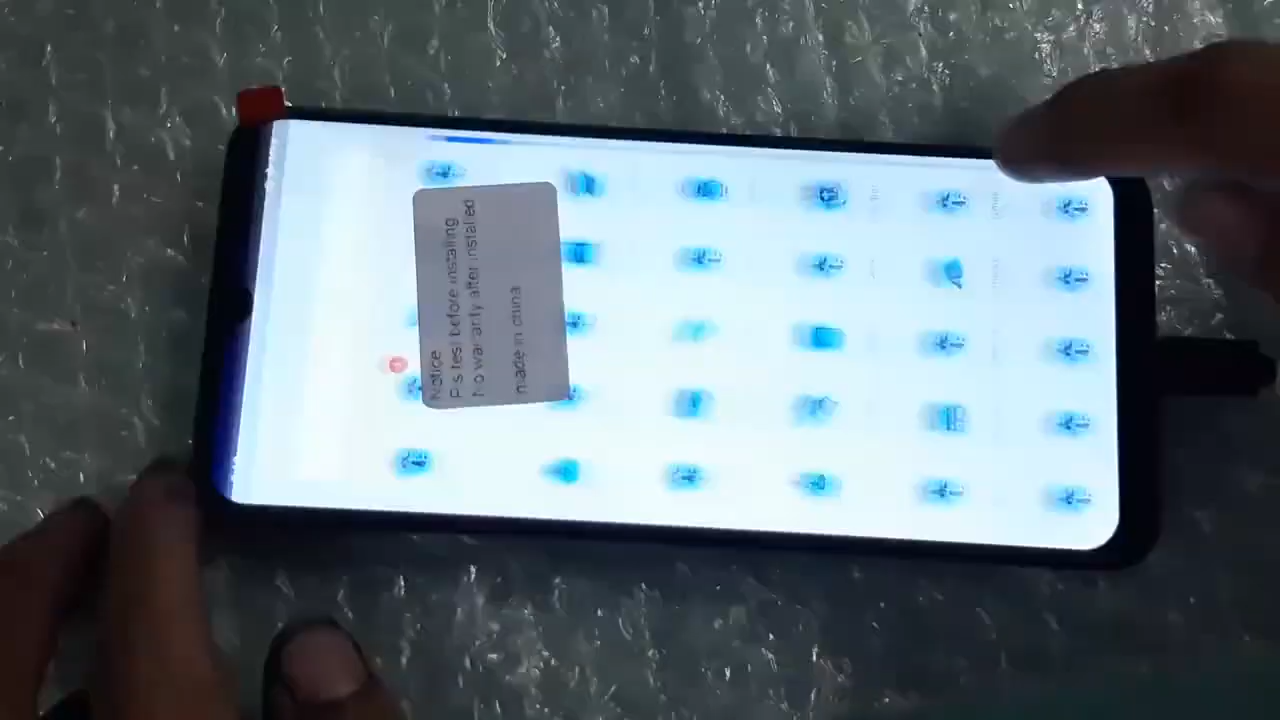 Notice
Pls test before installing
No warranty after installed
made in china